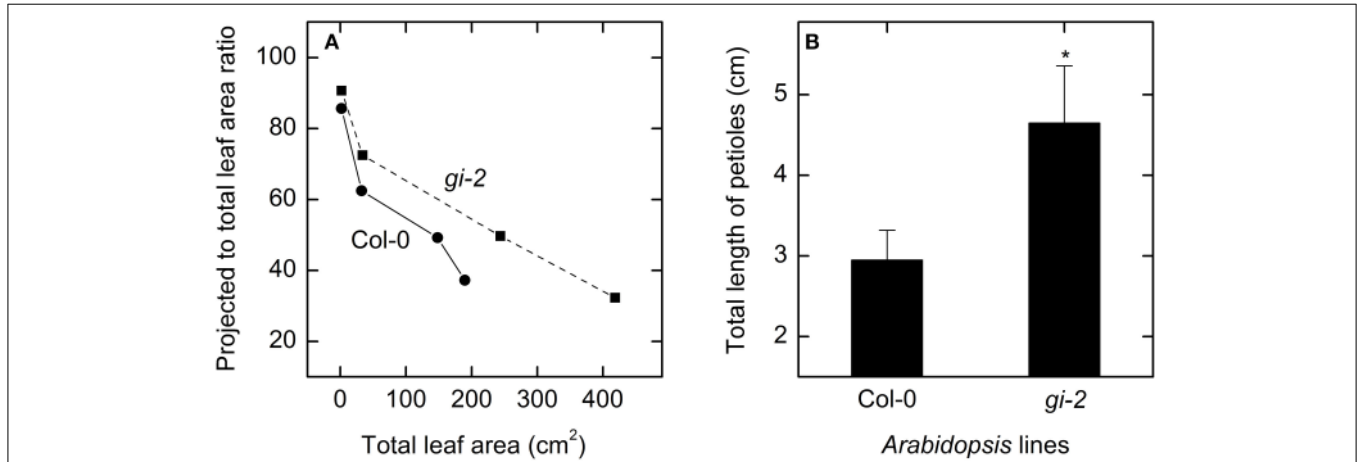 A
Projected to total leaf area ratio
100
80
60
40
20
gi-2
Col-0
0 100 200 300 400
Total leaf area (cm²)
B
Total length of petioles (cm)
5
4
3
2
*
Col-0 gi-2
Arabidopsis lines